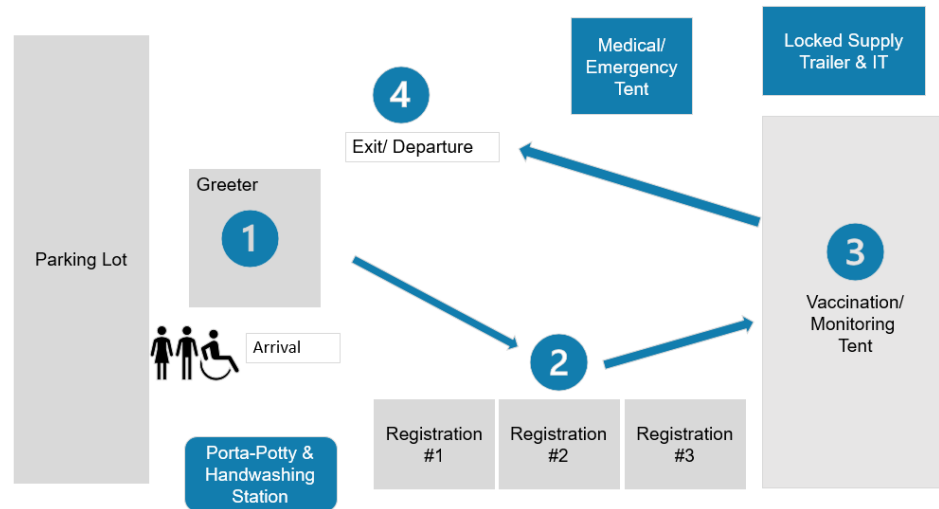 Medical/
Emergency
Tent
Locked Supply
Trailer & IT
4
Exit/ Departure
Greeter
1
Parking Lot
3
Vaccination/
Monitoring
Tent
Arrival
2
Registration
#1
Registration
#2
Registration
#3
Porta-Potty &
Handwashing
Station